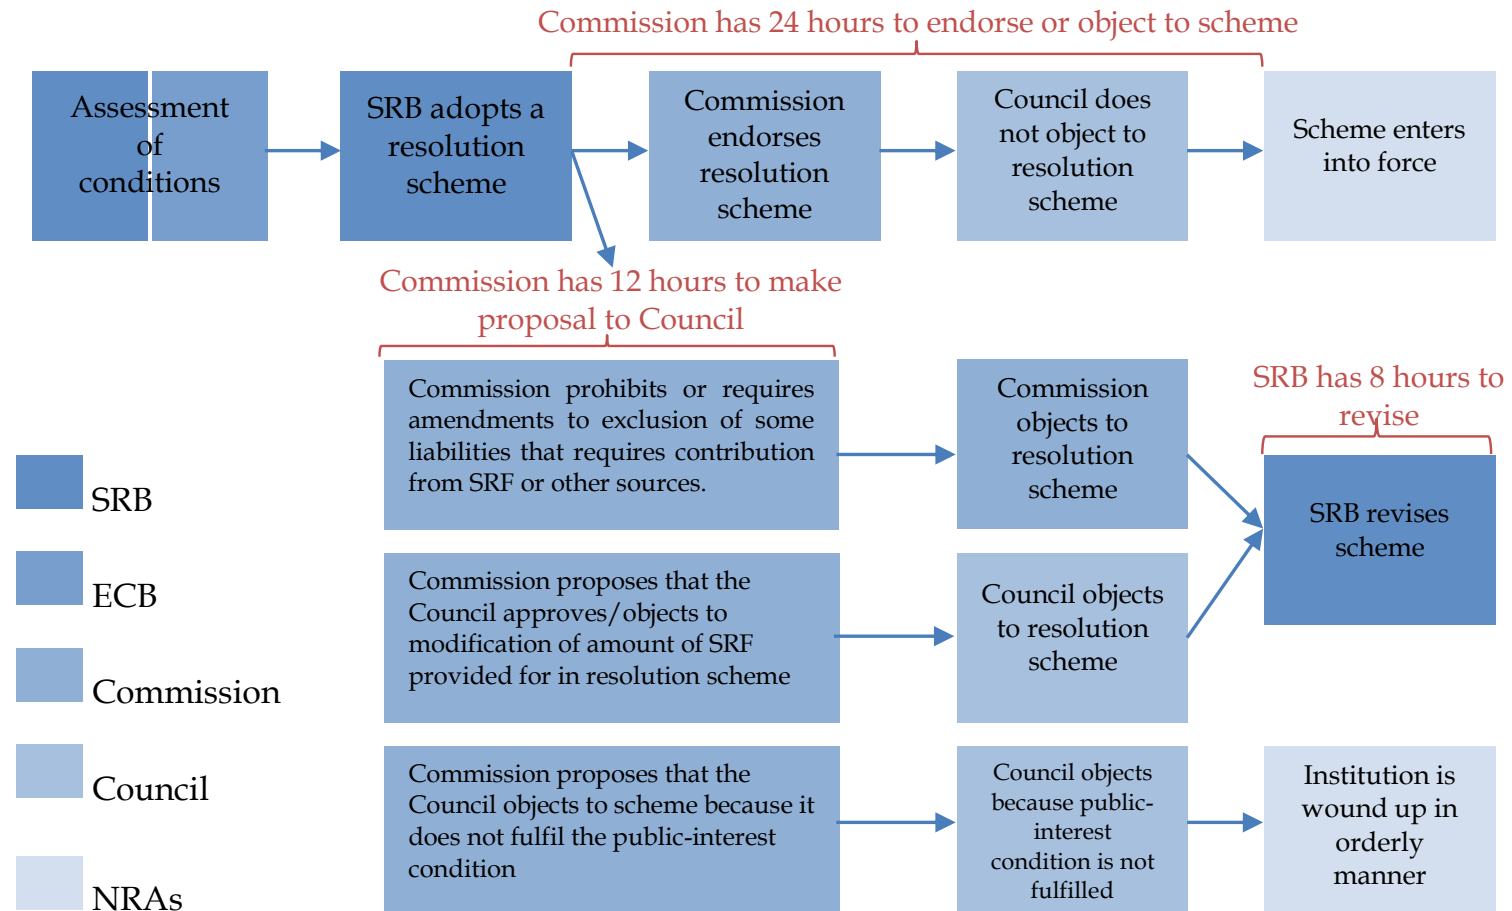 Commission has 24 hours to endorse or object to scheme
Assessment
of
conditions
SRB adopts a
resolution
scheme
Commission
endorses
resolution
scheme
Council does
not object to
resolution
scheme
Scheme enters
into force
Commission has 12 hours to make
proposal to Council
Commission prohibits or requires
amendments to exclusion of some
liabilities that requires contribution
from SRF or other sources.
Commission
objects to
resolution
scheme
SRB has 8 hours to
revise
SRB revises
scheme
Commission proposes that the
Council approves/objects to
modification of amount of SRF
provided for in resolution scheme
Council objects
to resolution
scheme
Commission proposes that the
Council objects to scheme because it
does not fulfil the public-interest
condition
Council objects
because public-
interest
condition is not
fulfilled
Institution is
wound up in
orderly
manner
SRB
ECB
Commission
Council
NRAs